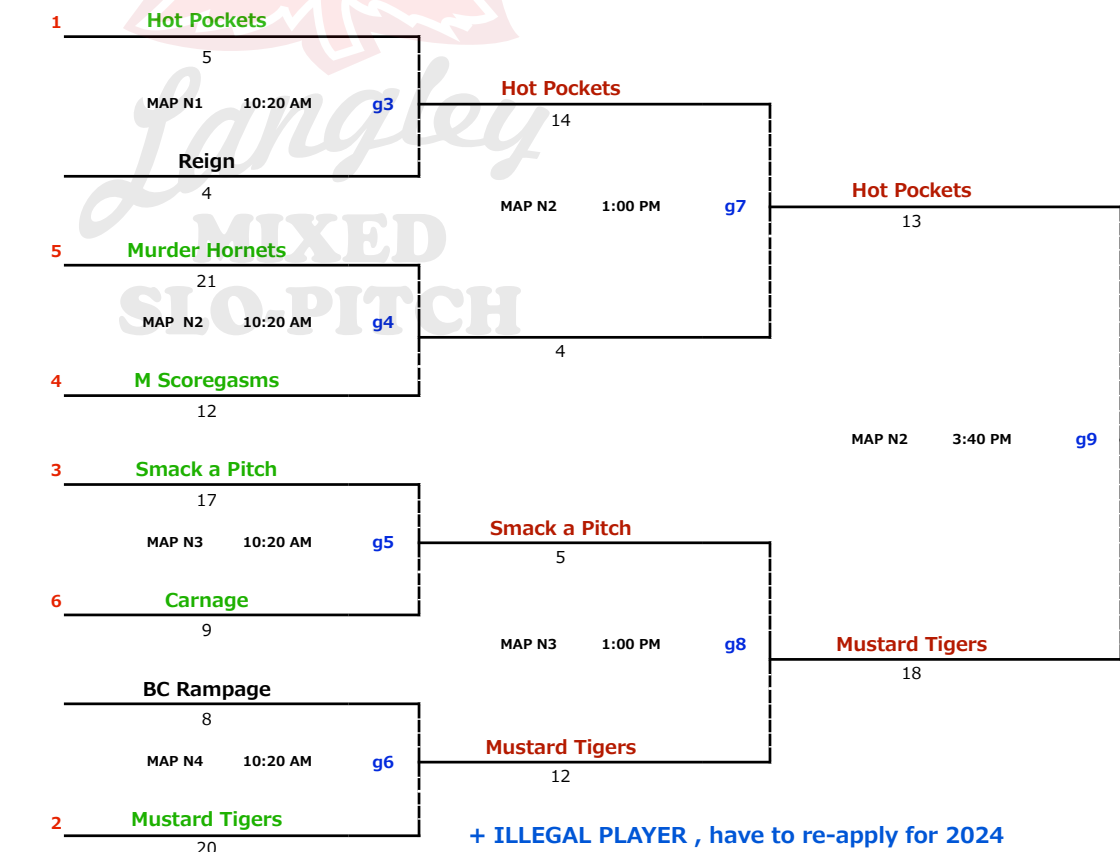 1 Hot Pockets
5
MAP N1 10:20 AM g3
Hot Pockets
14
Reign
4
MAP N2 1:00 PM g7
Hot Pockets
13
5 Murder Hornets
21
MAP N2 10:20 AM g4
4
4 M Scoregasms
12
MAP N2 3:40 PM g9
3 Smack a Pitch
17
MAP N3 10:20 AM g5
Smack a Pitch
5
6 Carnage
9
MAP N3 1:00 PM g8
Mustard Tigers
18
BC Rampage
8
MAP N4 10:20 AM g6
Mustard Tigers
12
2 Mustard Tigers
20
+ ILLEGAL PLAYER , have to re-apply for 2024
Langley
MIXED
SLO-PITCH